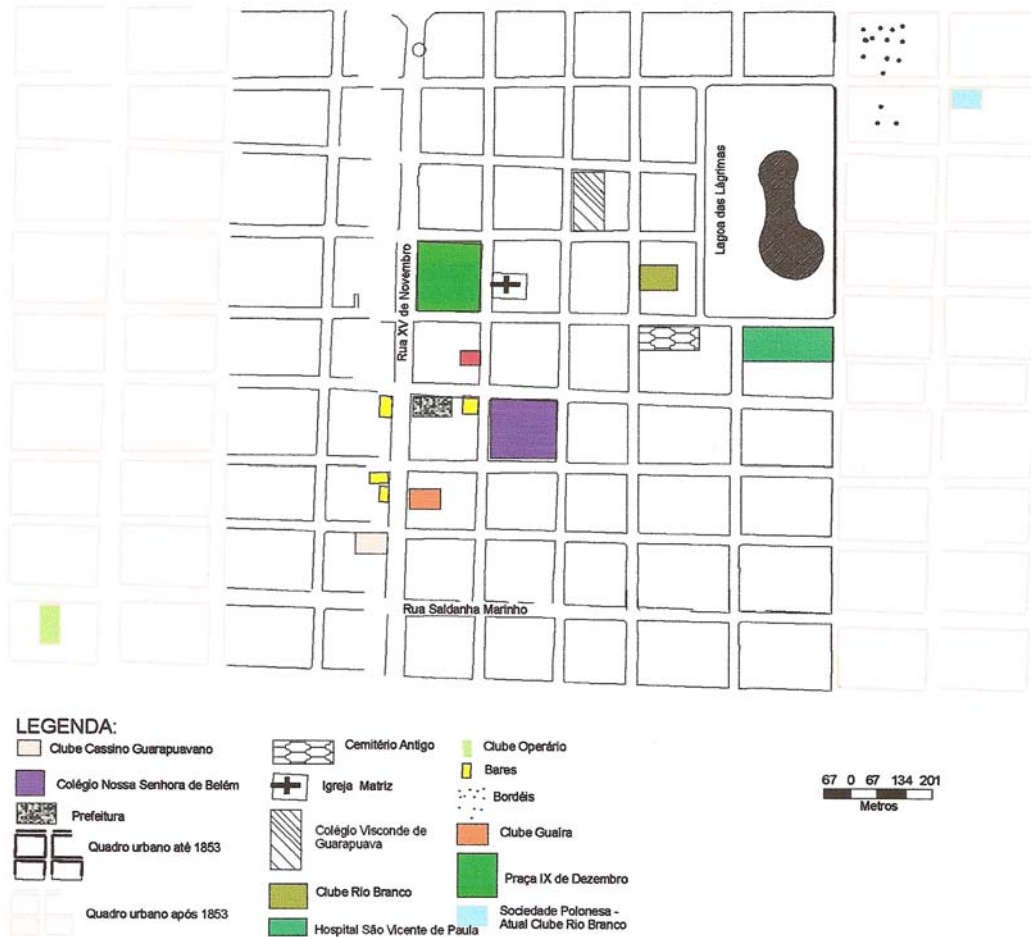 Lagoa das Lágrimas
Rua XV de Novembro
Rua Saldanha Marinho
LEGENDA:
Clube Cassino Guarapuavano
Colégio Nossa Senhora de Belém
Prefeitura
Quadro urbano até 1853
Quadro urbano após 1853
Cemitério Antigo
Igreja Matriz
Colégio Visconde de
Guarapuava
Clube Rio Branco
Hospital São Vicente de Paula
Clube Operário
Bares
Bordéis
Clube Guaíra
Praça IX de Dezembro
Sociedade Polonesa -
Atual Clube Rio Branco
67 0 67 134 201
Metros